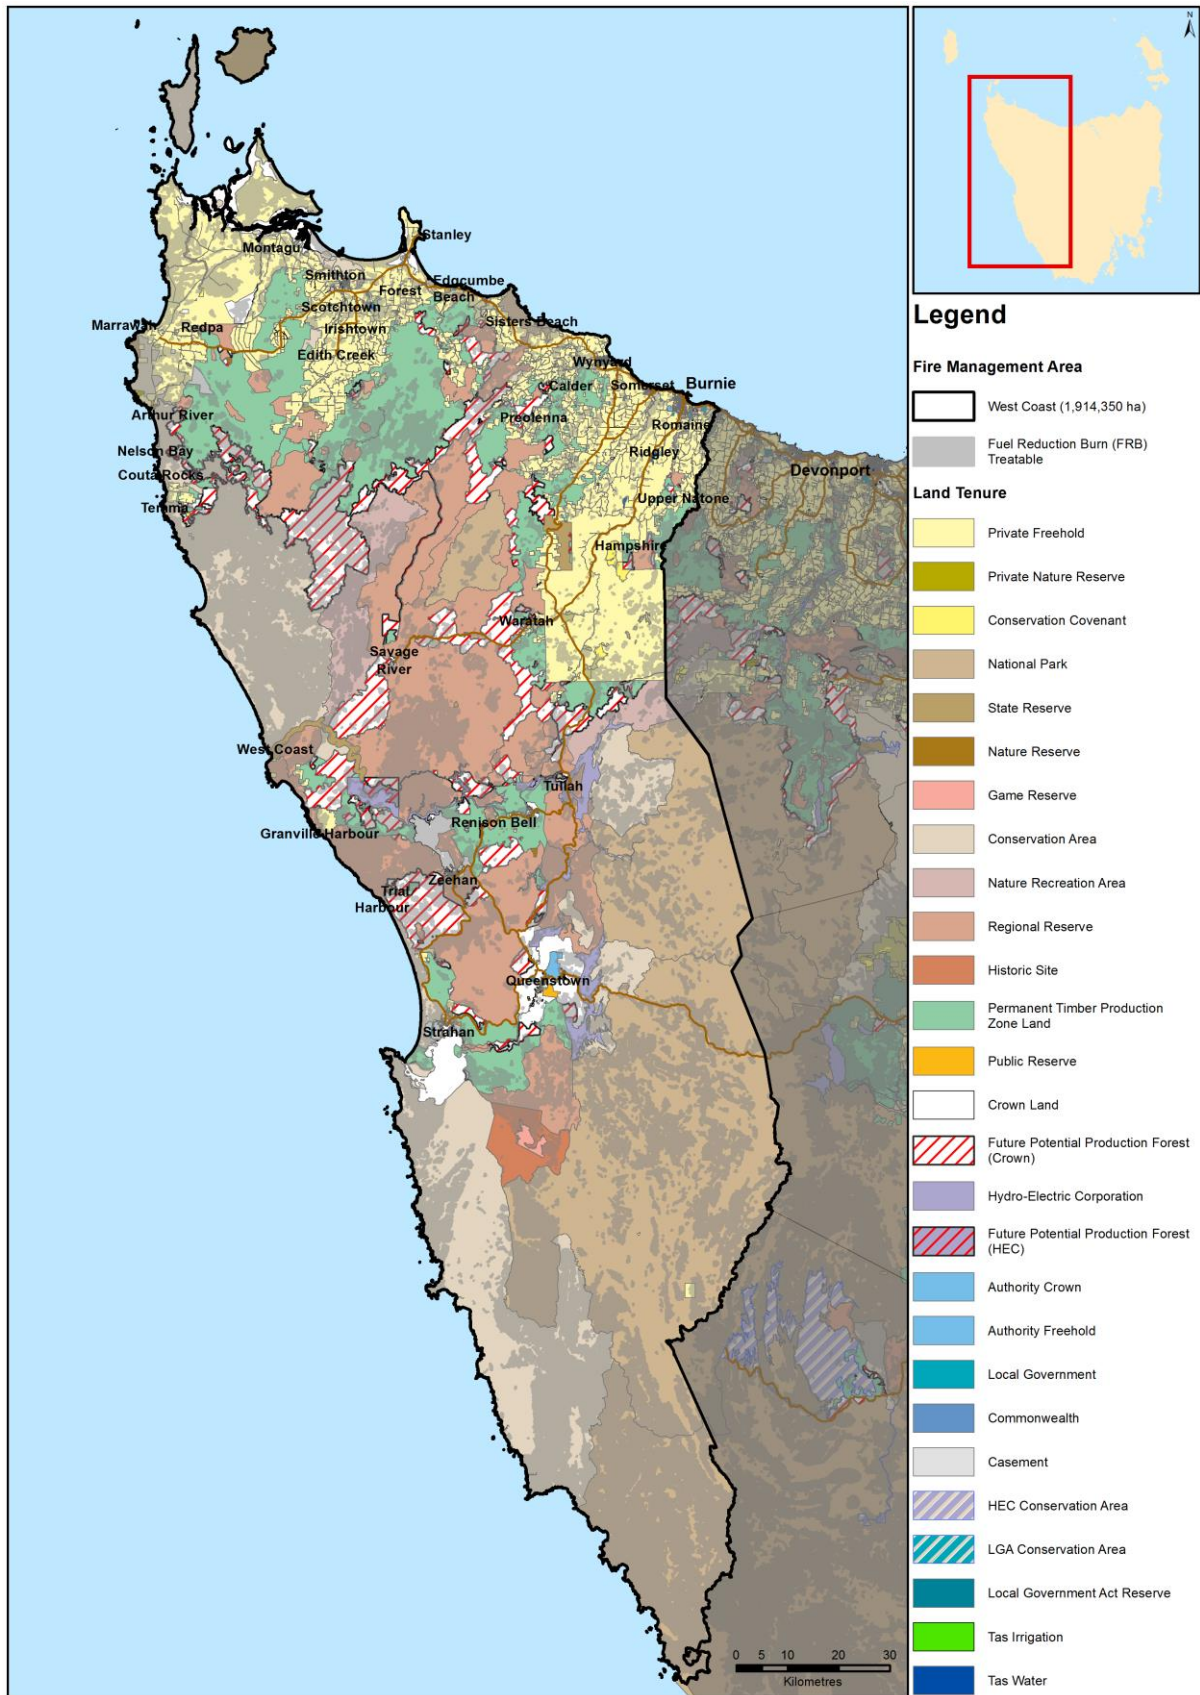 N
Stanley
Montagu
Smithton
Forest
Edgcumbe
Beach
Scotchtown
Sisters Beach
Marrawah
Redpa
Irishtown
Edith Creek
Wynyard
Calder
Somerset
Burnie
Arthur River
Preolenna
Romaine
Nelson Bay
Ridgley
Couta Rocks
Devonport
Temma
Upper Natone
Hampshire
Waratah
Savage
River
West Coast
Tullah
Granville Harbour
Renison Bell
Zeehan
Trial
Harbour
Queenstown
Strahan
0 5 10 20 30
Kilometres
Legend
Fire Management Area
West Coast (1,914,350 ha)
Fuel Reduction Burn (FRB)
Treatable
Land Tenure
Private Freehold
Private Nature Reserve
Conservation Covenant
National Park
State Reserve
Nature Reserve
Game Reserve
Conservation Area
Nature Recreation Area
Regional Reserve
Historic Site
Permanent Timber Production
Zone Land
Public Reserve
Crown Land
Future Potential Production Forest
(Crown)
Hydro-Electric Corporation
Future Potential Production Forest
(HEC)
Authority Crown
Authority Freehold
Local Government
Commonwealth
Casement
HEC Conservation Area
LGA Conservation Area
Local Government Act Reserve
Tas Irrigation
Tas Water